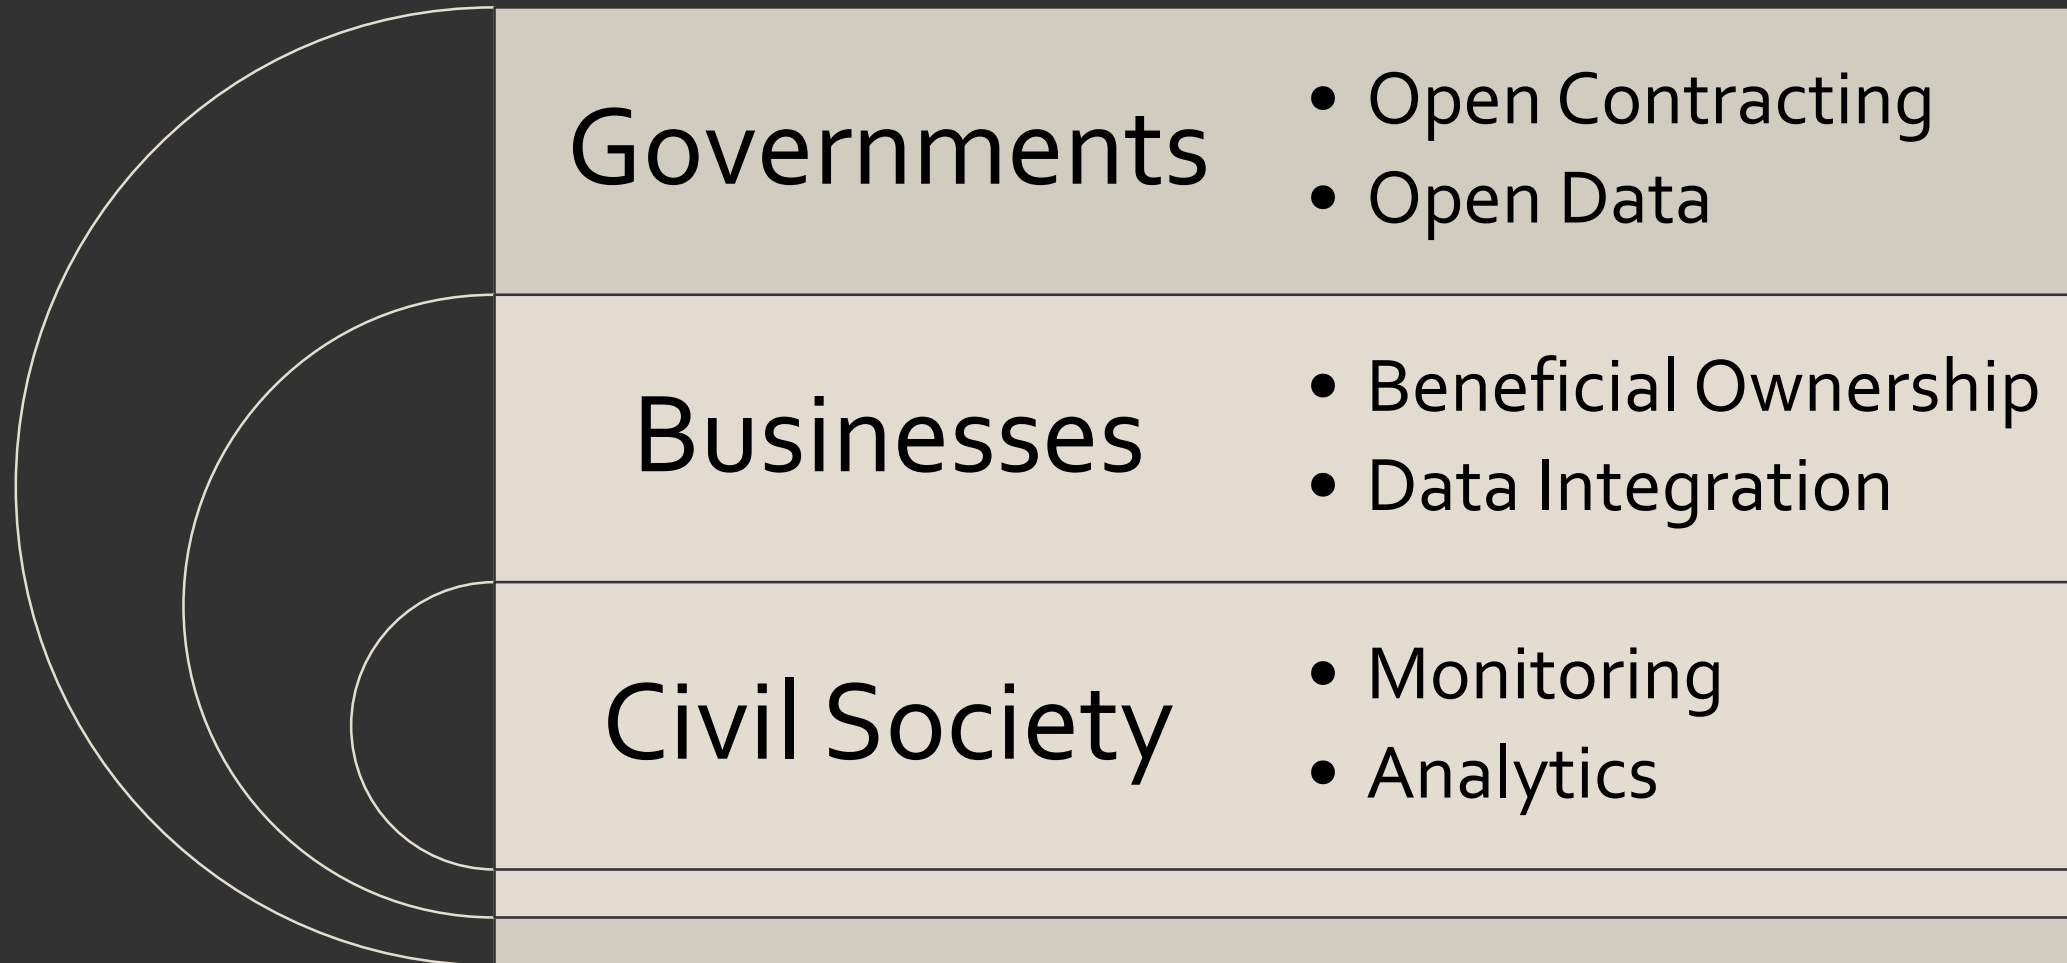 Governments
• Open Contracting
• Open Data
Businesses
• Beneficial Ownership
• Data Integration
Civil Society
• Monitoring
• Analytics